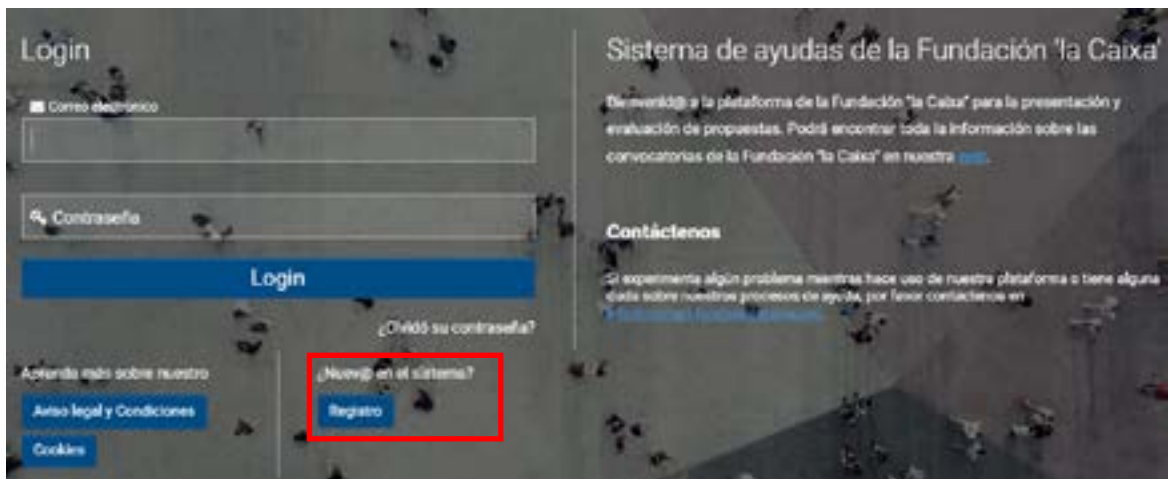 Login
Correo electrónico
Contraseña
Login
¿Olvidó su contraseña?
Aprenda más sobre nuestro
Aviso legal y Condiciones
Cookies
¿Nuev@ en el sistema?
Registro
Sistema de ayudas de la Fundación 'la Caixa'
Bienvenid@ a la plataforma de la Fundación "la Caixa" para la presentación y
evaluación de propuestas. Podrá encontrar toda la información sobre las
convocatorias de la Fundación "la Caixa" en nuestra web.
Contáctenos
Si experimenta algún problema mientras hace uso de nuestra plataforma o tiene alguna
duda sobre nuestros procesos de ayuda, por favor contáctenos en